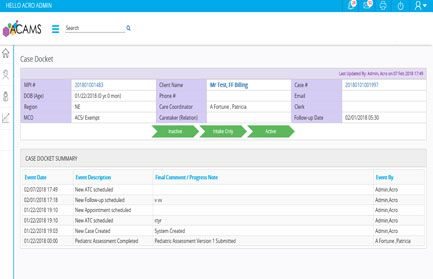 HELLO ACRO ADMIN
ACAMS
Search
Case Docket
Last Updated By: Admin, Acro on 07 Feb 2018 17:49
MPI # 201801001483 Client Name Mr Test, FF Billing Case # 20180101001997
DOB (Age) 01/22/2018 (0 yr 0 mon) Phone # Email
Region NE Care Coordinator A Fortune , Patricia Clerk
MCO ACS/ Exempt Caretaker (Relation) Follow-up Date 02/01/2018 05:30
Inactive Intake Only Active
CASE DOCKET SUMMARY
Event Date Event Description Final Comment / Progress Note Event By
02/07/2018 17:49 New ATC scheduled Admin,Acro
02/01/2018 17:18 New Follow-up scheduled v vv Admin,Acro
01/22/2018 19:10 New Appointment scheduled Admin,Acro
01/22/2018 19:10 New ATC scheduled rtyr Admin,Acro
01/22/2018 19:03 New Case Created System Created Admin,Acro
01/22/2018 00:00 Pediatric Assessment Completed Pediatric Assessment Version 1 Submitted A Fortune ,Patricia